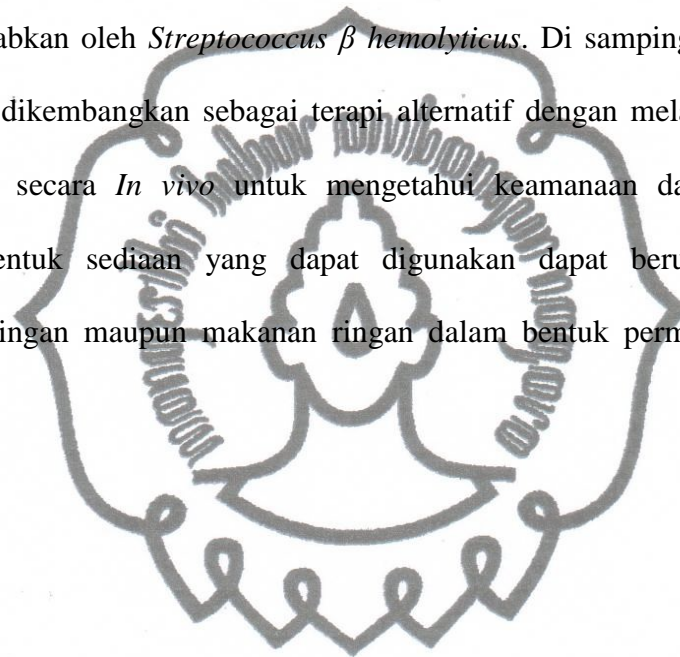 abkan oleh Streptococcus β hemolyticus. Di samping
dikembangkan sebagai terapi alternatif dengan mela
secara In vivo untuk mengetahui keamanaan da
entuk sediaan yang dapat digunakan dapat beru
ingan maupun makanan ringan dalam bentuk perm